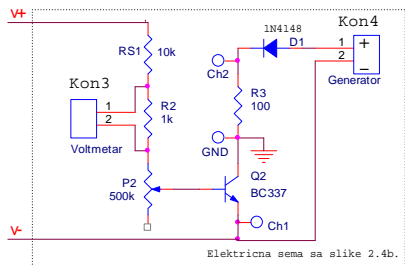 V+
Kon4
1N4148
RS1
10k
D1
1
2
+
-
Ch2
Kon3
Generator
R3
100
1
2
R2
1k
Voltmetar
GND
P2
500k
Q2
BC337
Ch1
V-
Elektricna sema sa slike 2.4b.